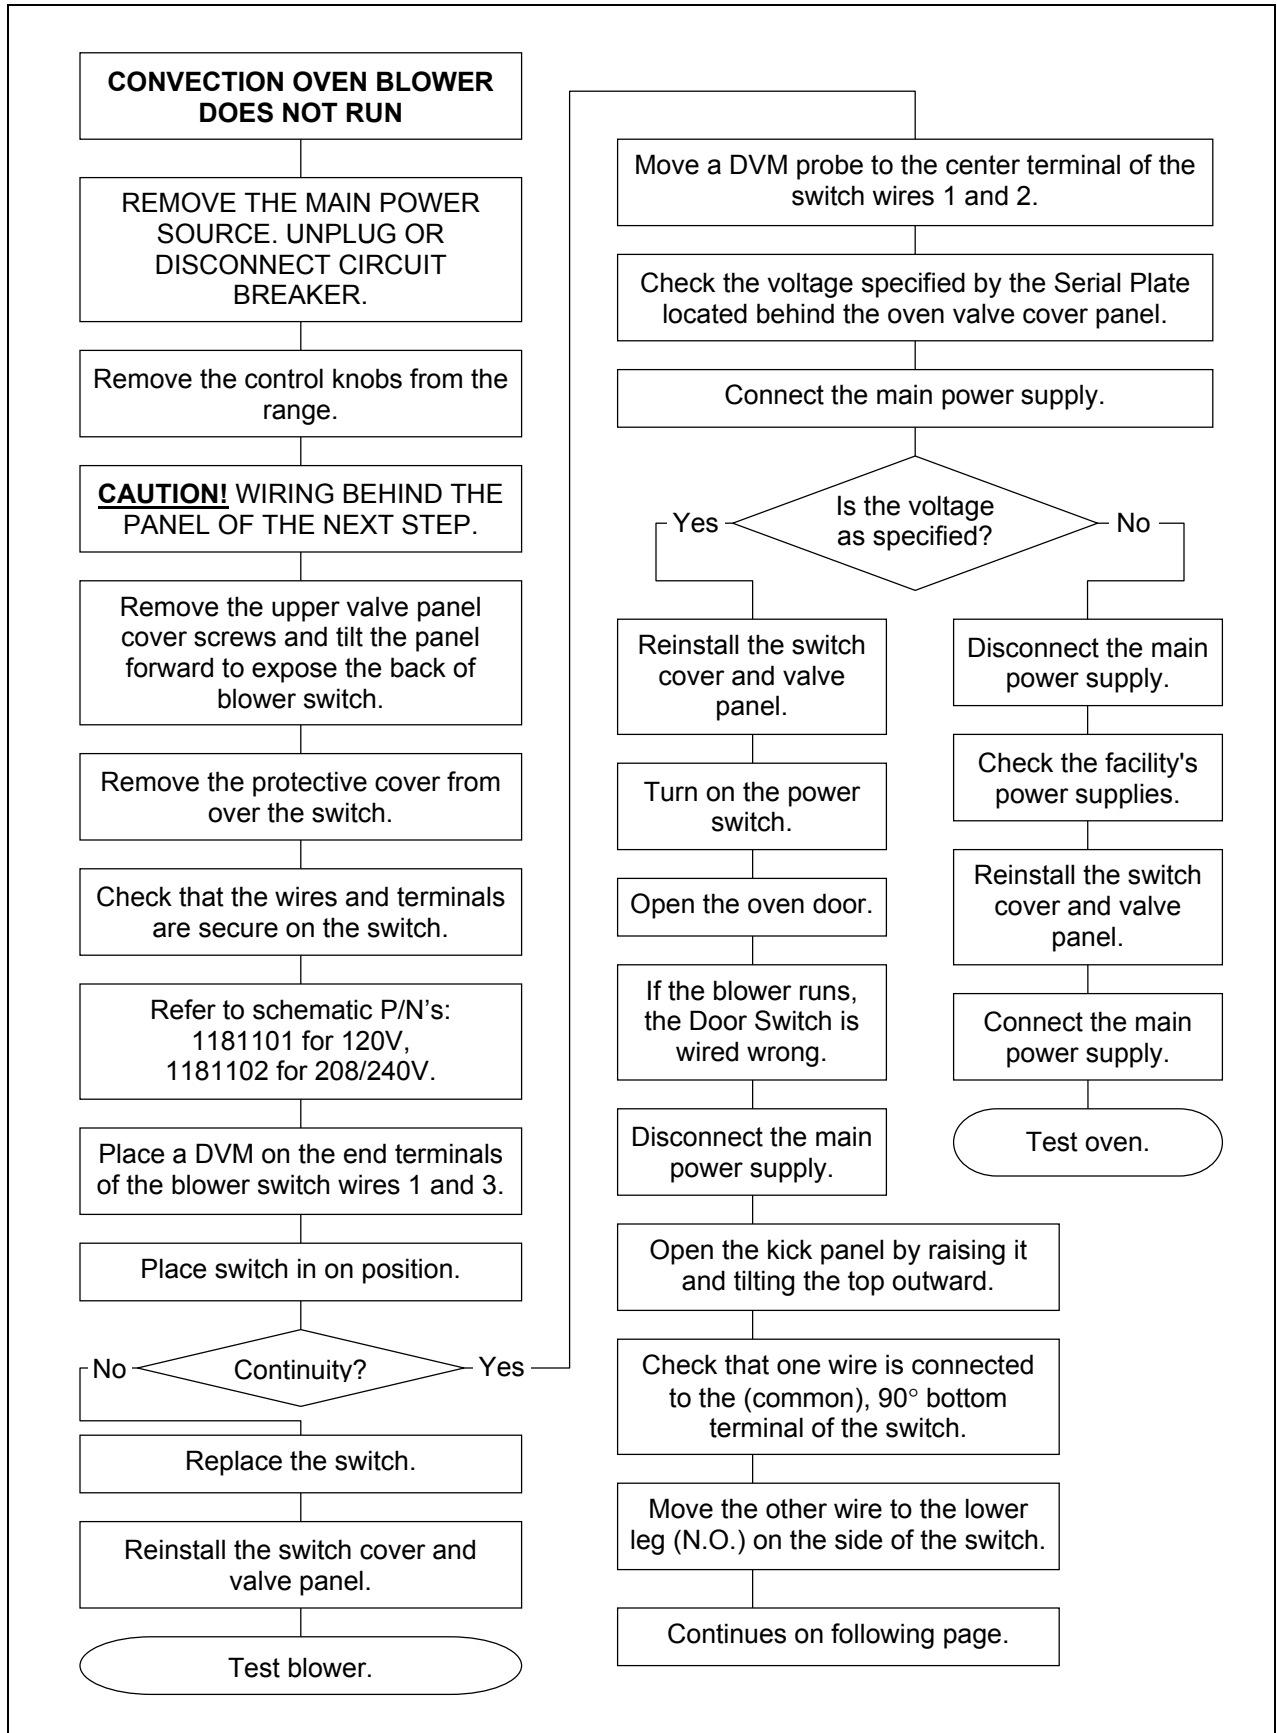 CONVECTION OVEN BLOWER
DOES NOT RUN
REMOVE THE MAIN POWER
SOURCE. UNPLUG OR
DISCONNECT CIRCUIT
BREAKER.
Remove the control knobs from the
range.
CAUTION! WIRING BEHIND THE
PANEL OF THE NEXT STEP.
Remove the upper valve panel
cover screws and tilt the panel
forward to expose the back of
blower switch.
Remove the protective cover from
over the switch.
Check that the wires and terminals
are secure on the switch.
Refer to schematic P/N's:
1181101 for 120V,
1181102 for 208/240V.
Place a DVM on the end terminals
of the blower switch wires 1 and 3.
Place switch in on position.
Continuity?
No
Yes
Replace the switch.
Reinstall the switch cover and
valve panel.
Test blower.
Move a DVM probe to the center terminal of the
switch wires 1 and 2.
Check the voltage specified by the Serial Plate
located behind the oven valve cover panel.
Connect the main power supply.
Is the voltage
as specified?
Yes
No
Reinstall the switch
cover and valve
panel.
Turn on the power
switch.
Open the oven door.
If the blower runs,
the Door Switch is
wired wrong.
Disconnect the main
power supply.
Open the kick panel by raising it
and tilting the top outward.
Check that one wire is connected
to the (common), 90° bottom
terminal of the switch.
Move the other wire to the lower
leg (N.O.) on the side of the switch.
Continues on following page.
Disconnect the main
power supply.
Check the facility's
power supplies.
Reinstall the switch
cover and valve
panel.
Connect the main
power supply.
Test oven.